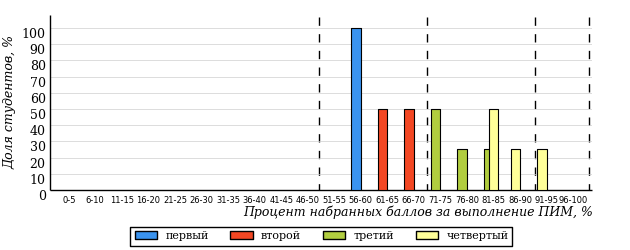 Доля студентов, %
100
90
80
70
60
50
40
30
20
10
0
0-5 6-10 11-15 16-20 21-25 26-30 31-35 36-40 41-45 46-50 51-55 56-60 61-65 66-70 71-75 76-80 81-85 86-90 91-95 96-100
Процент набранных баллов за выполнение ПИМ, %
первый второй третий четвертый